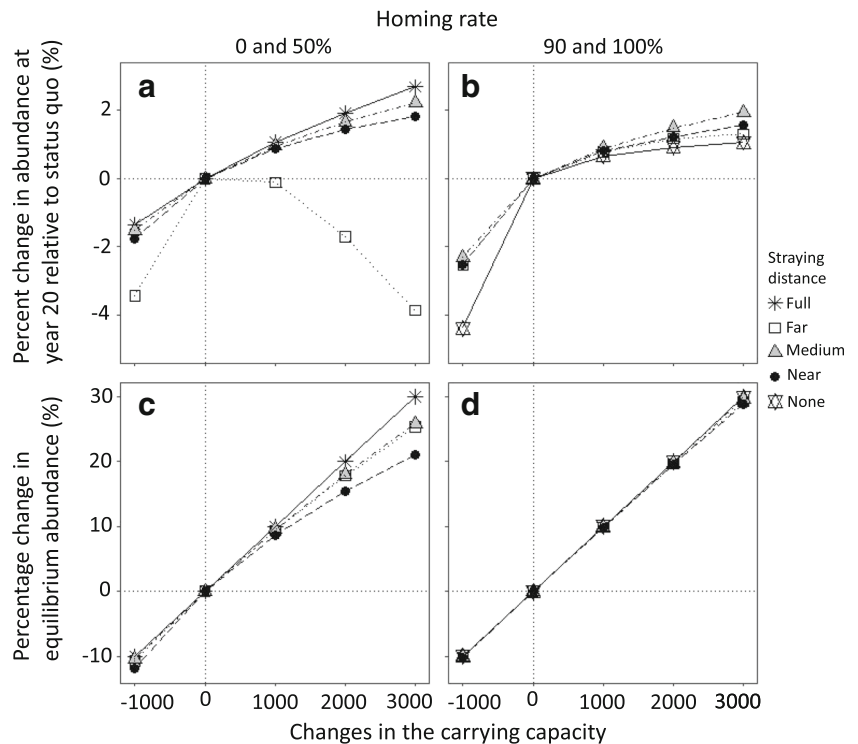 Homing rate
0 and 50%
90 and 100%
Percent change in abundance at
year 20 relative to status quo (%)
a
b
2
0
-2
-4
Straying
distance
Full
Far
Medium
Near
None
Percentage change in
equilibrium abundance (%)
c
d
30
20
10
0
-10
-1000 0 1000 2000 3000
-1000 0 1000 2000 3000
Changes in the carrying capacity